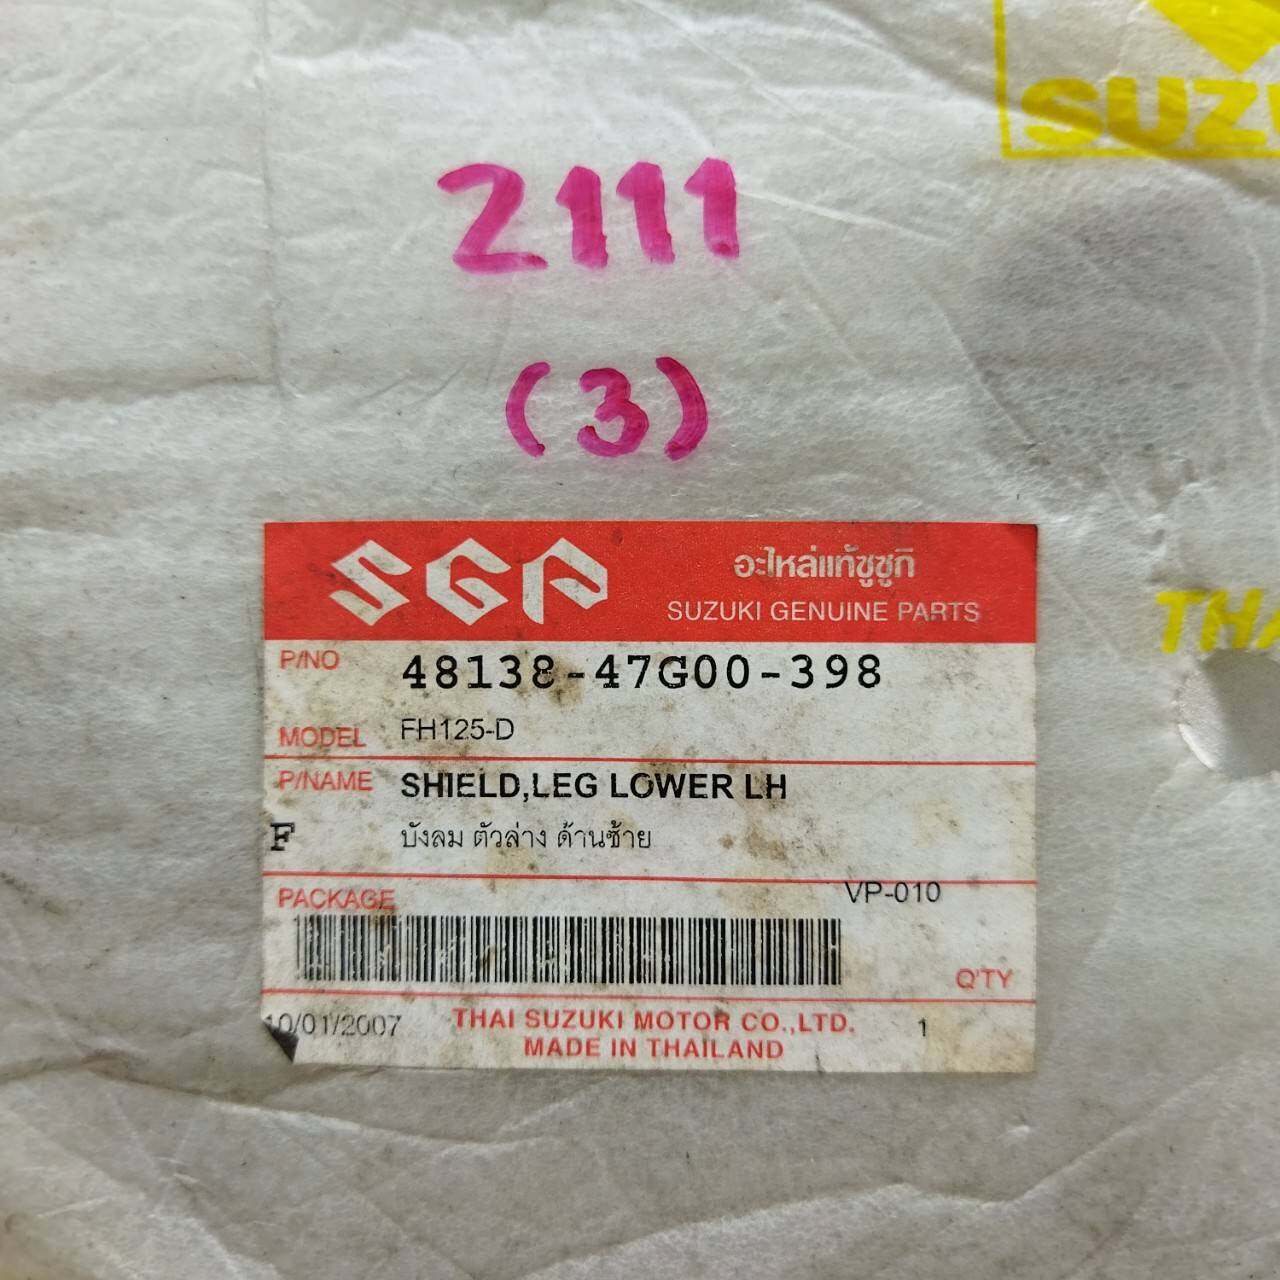 2111
(3)
SGP
อะไหล่แท้ซูซูกิ
SUZUKI GENUINE PARTS
P/NO 48138-47G00-398
MODEL FH125-D
P/NAME SHIELD,LEG LOWER LH
F บังลม ตัวล่าง ด้านซ้าย
PACKAGE VP-010
Q'TY
10/01/2007 THAI SUZUKI MOTOR CO.,LTD. 1
MADE IN THAILAND